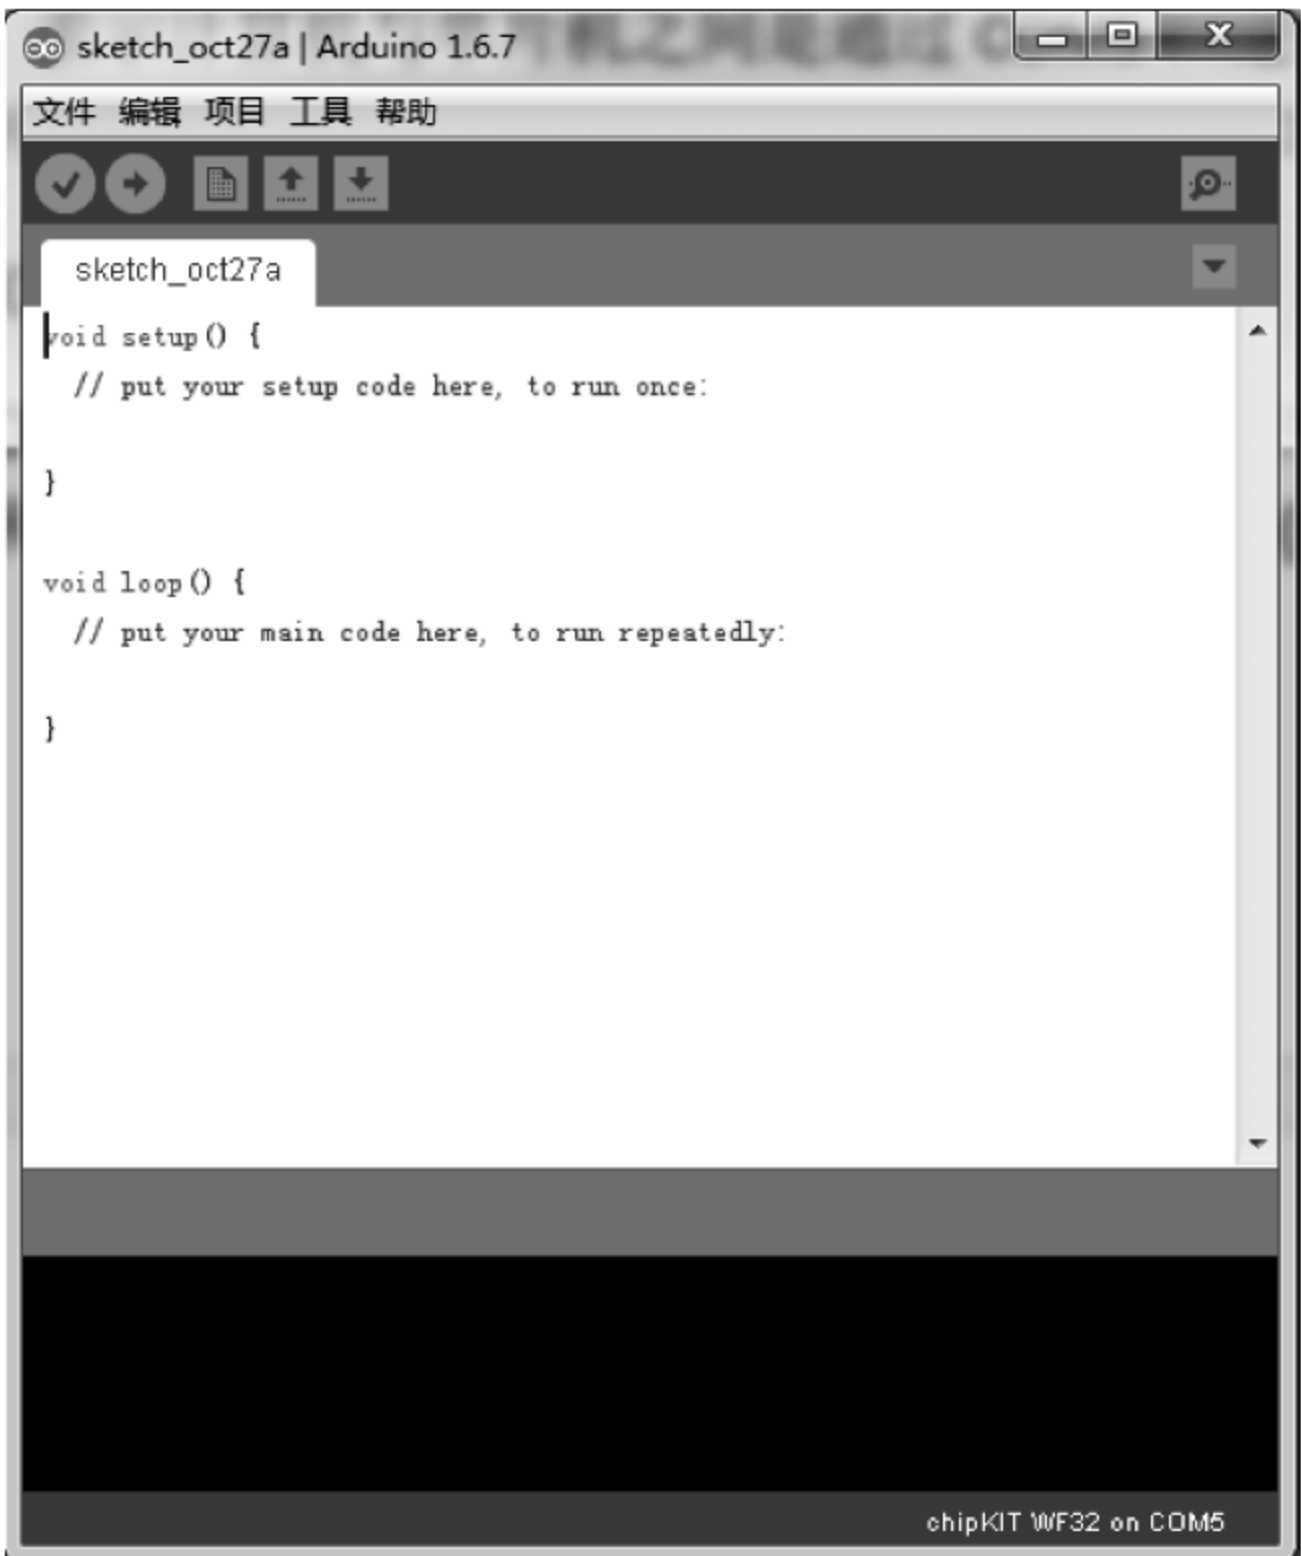 sketch_oct27a | Arduino 1.6.7
文件 编辑 项目 工具 帮助
sketch_oct27a
void setup() {
// put your setup code here, to run once:
}
void loop() {
// put your main code here, to run repeatedly:
}
chipKIT WF32 on COM5